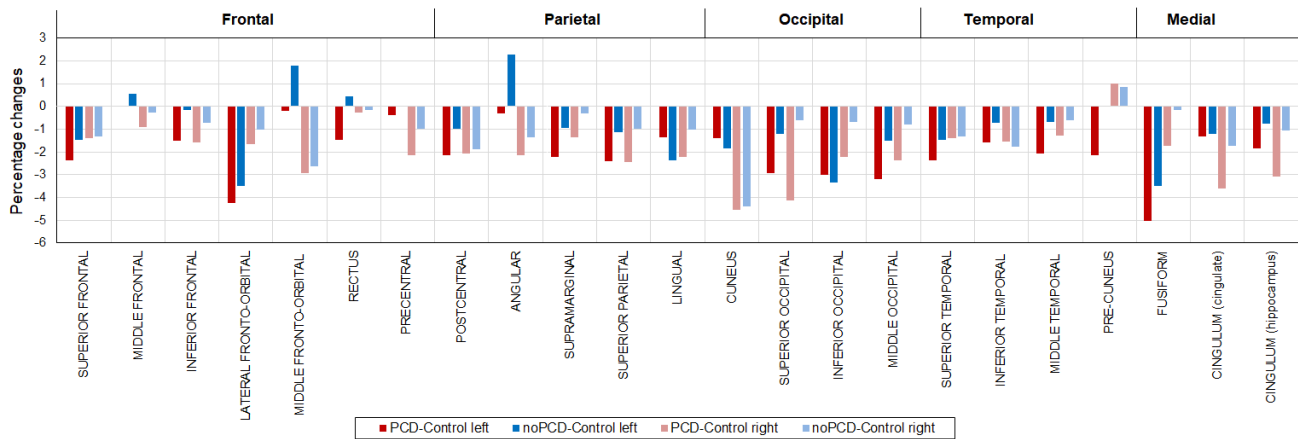 Frontal Parietal Occipital Temporal Medial
3
2
1
0
-1
-2
-3
-4
-5
-6
Percentage changes
SUPERIOR FRONTAL
MIDDLE FRONTAL
INFERIOR FRONTAL
LATERAL FRONTO-ORBITAL
MIDDLE FRONTO-ORBITAL
RECTUS
PRECENTRAL
POSTCENTRAL
ANGULAR
SUPRAMARGINAL
SUPERIOR PARIETAL
LINGUAL
CUNEUS
SUPERIOR OCCIPITAL
INFERIOR OCCIPITAL
MIDDLE OCCIPITAL
SUPERIOR TEMPORAL
INFERIOR TEMPORAL
MIDDLE TEMPORAL
PRE-CUNEUS
FUSIFORM
CINGULUM (cingulate)
CINGULUM (hippocampus)
PCD-Control left noPCD-Control left PCD-Control right noPCD-Control right